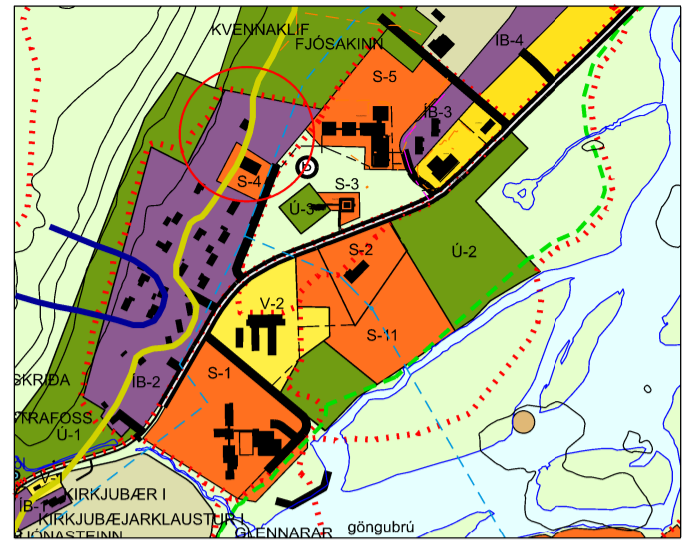 KVENNAKLIF
FJÓSAKINN
ÍB-4
S-5
ÍB-3
S-4
S-3
Ú-3
S-2
Ú-2
V-2
S-11
S-1
ÍB-2
SKRIÐA
Ú-1
V-1
KIRKJUBÆR I
KIRKJUBÆJARKLAUSTUR I
GLENNARAR
göngubrú